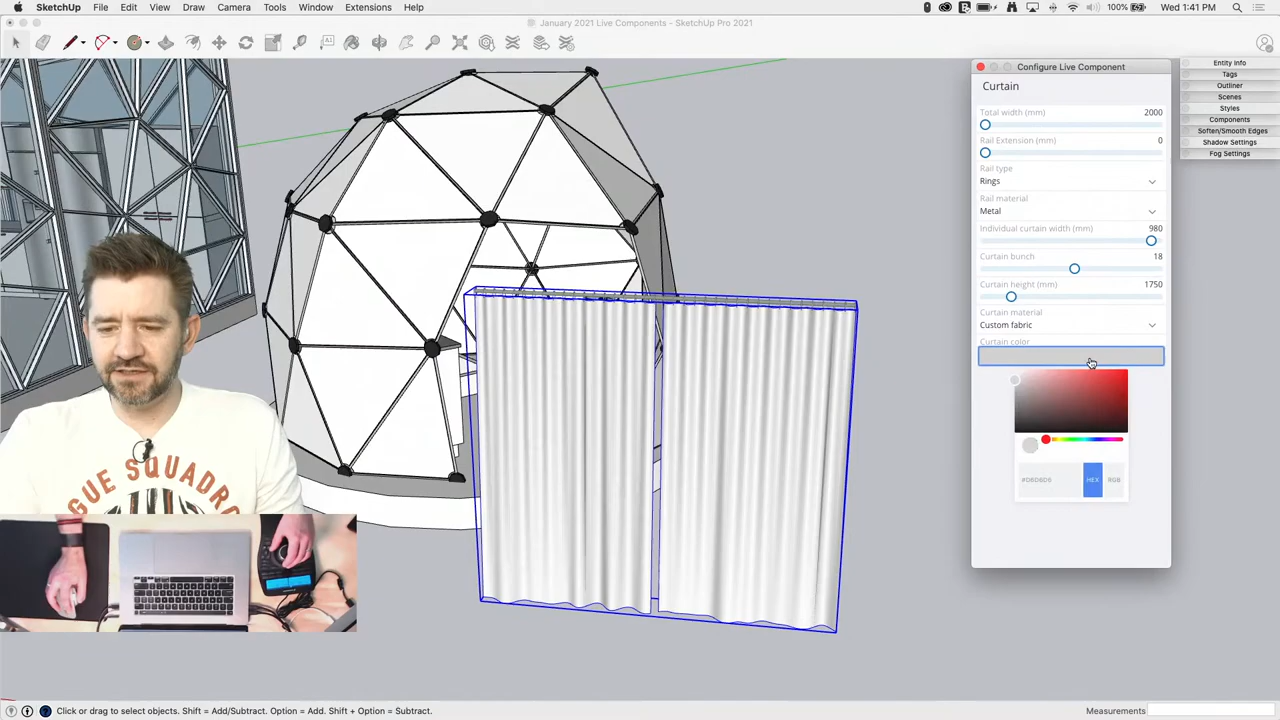 SketchUp File Edit View Draw Camera Tools Window Extensions Help
100% Wed 1:41 PM
January 2021 Live Components - SketchUp Pro 2021
Configure Live Component
Curtain
Total width (mm) 2000
Rail Extension (mm) 0
Rail type
Rings
Rail material
Metal
Individual curtain width (mm) 980
Curtain bunch 18
Curtain height (mm) 1750
Curtain material
Custom fabric
Curtain color
HEX RGB
Entity Info
Tags
Outliner
Scenes
Styles
Components
Soften/Smooth Edges
Shadow Settings
Fog Settings
GUE SQUADR
Click or drag to select objects. Shift = Add/Subtract. Option = Add. Shift + Option = Subtract.
Measurements